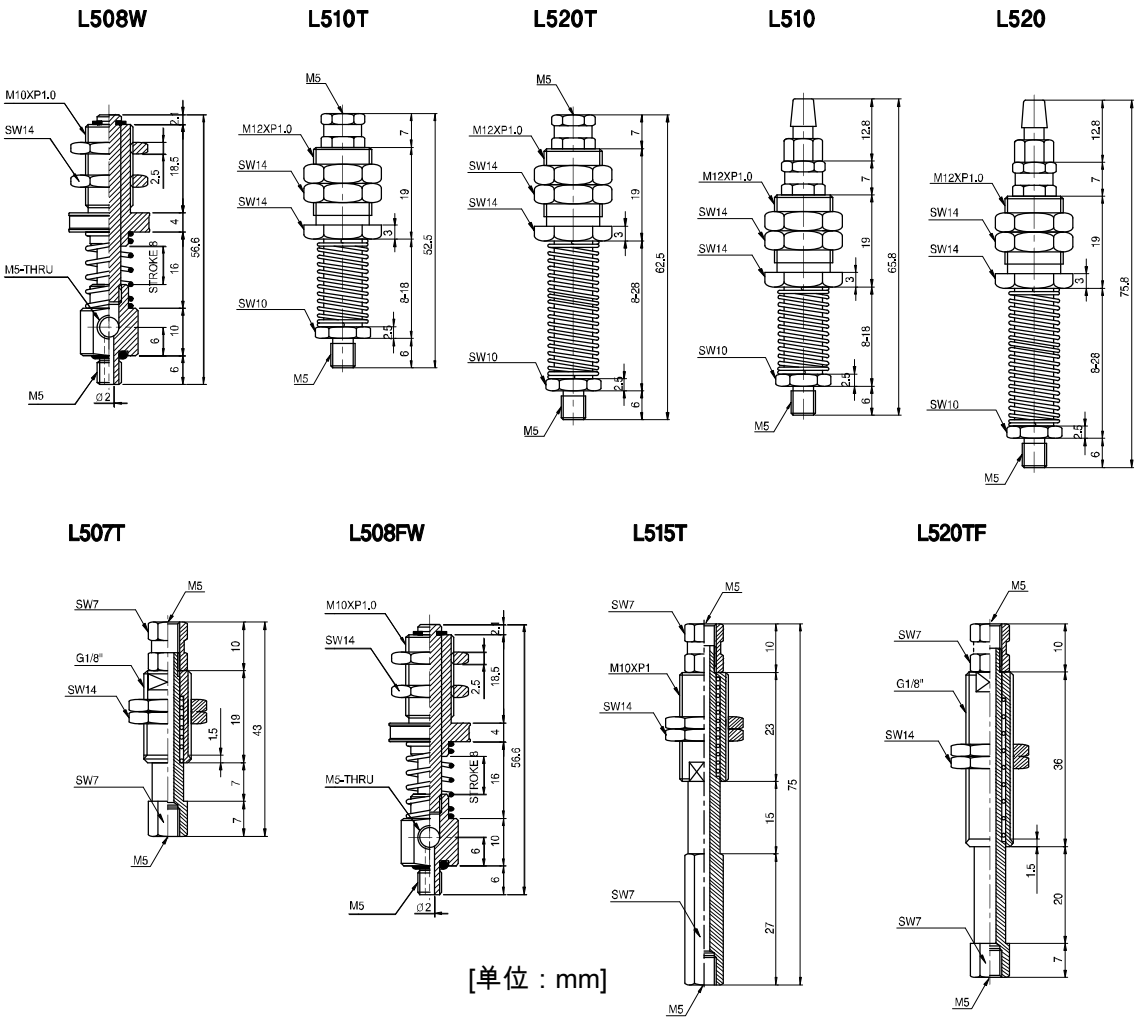 L508W
L510T
L520T
L510
L520
M10XP1.0
SW14
M5-THRU
M5
Ø2
2.1
18.5
2.5
4
16
STROKE 8
10
6
6
56.6
M5
M12XP1.0
SW14
SW14
SW10
M5
7
19
3
8-18
2.5
6
52.5
M5
M12XP1.0
SW14
SW14
SW10
M5
7
19
3
8-28
2.5
6
62.5
M12XP1.0
SW14
SW14
SW10
M5
12.8
7
19
3
8-18
2.5
6
65.8
M12XP1.0
SW14
SW14
SW10
M5
12.8
7
19
3
8-28
2.5
6
75.8
L507T
L508FW
L515T
L520TF
M5
SW7
G1/8"
SW14
SW7
M5
10
19
1.5
7
7
43
M10XP1.0
SW14
M5-THRU
M5
Ø2
2.1
18.5
2.5
4
16
STROKE 8
10
6
6
56.6
M5
SW7
M10XP1
SW14
SW7
M5
10
23
15
27
75
M5
SW7
G1/8"
SW14
SW7
M5
10
36
1.5
20
7
[单位：mm]